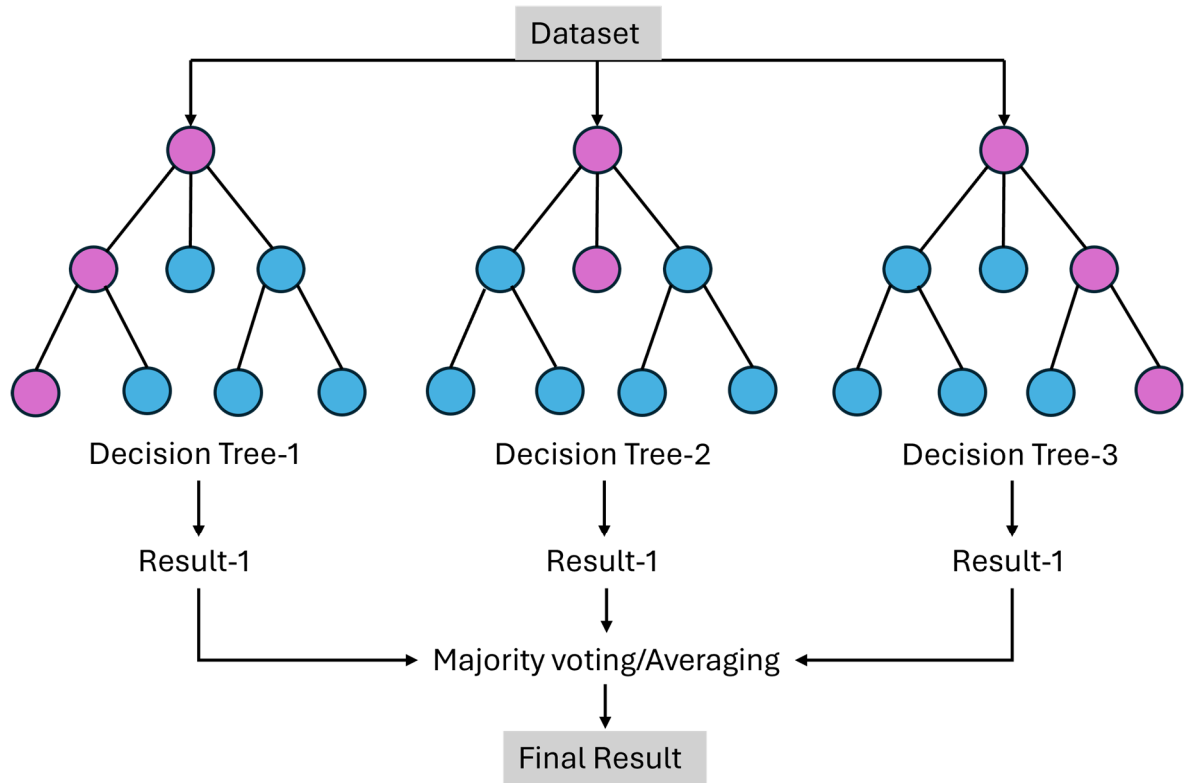 Dataset
Decision Tree-1
Decision Tree-2
Decision Tree-3
Result-1
Result-1
Result-1
Majority voting/Averaging
Final Result